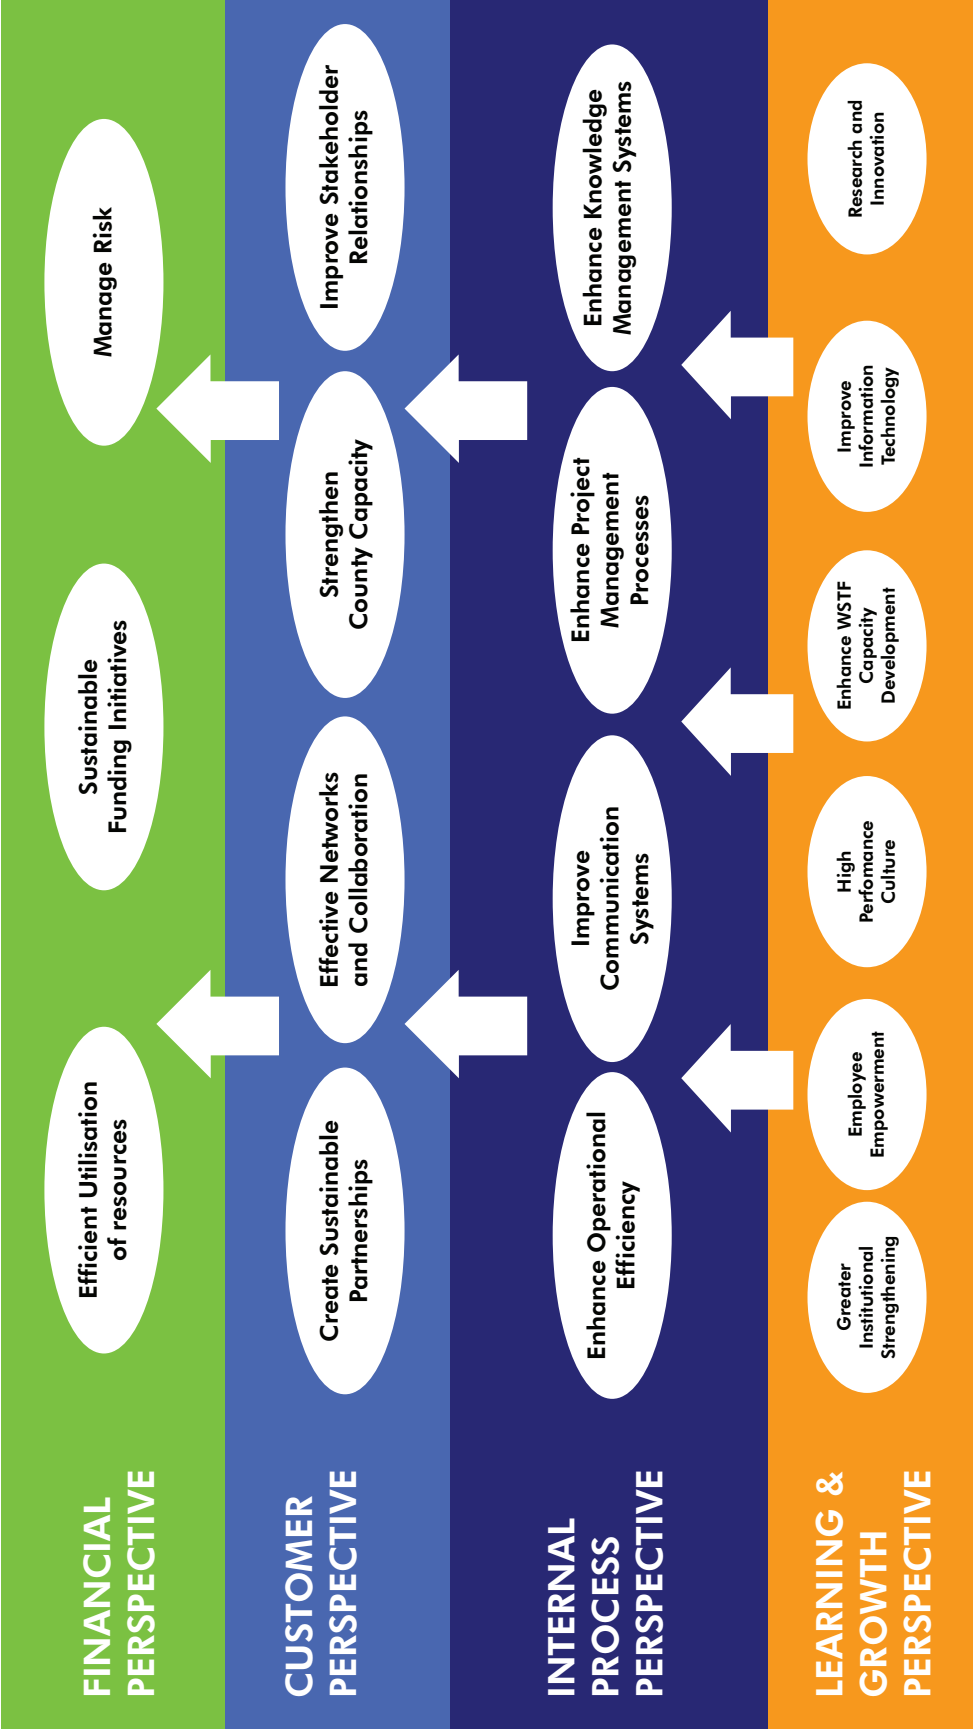 FINANCIAL
PERSPECTIVE
Efficient Utilisation
of resources
Sustainable
Funding Initiatives
Manage Risk
CUSTOMER
PERSPECTIVE
Create Sustainable
Partnerships
Effective Networks
and Collaboration
Strengthen
County Capacity
Improve Stakeholder
Relationships
INTERNAL
PROCESS
PERSPECTIVE
Enhance Operational
Efficiency
Improve
Communication
Systems
Enhance Project
Management
Processes
Enhance Knowledge
Management Systems
LEARNING &
GROWTH
PERSPECTIVE
Greater
Institutional
Strengthening
Employee
Empowerment
High
Perfomance
Culture
Enhance WSTF
Capacity
Development
Improve
Information
Technology
Research and
Innovation